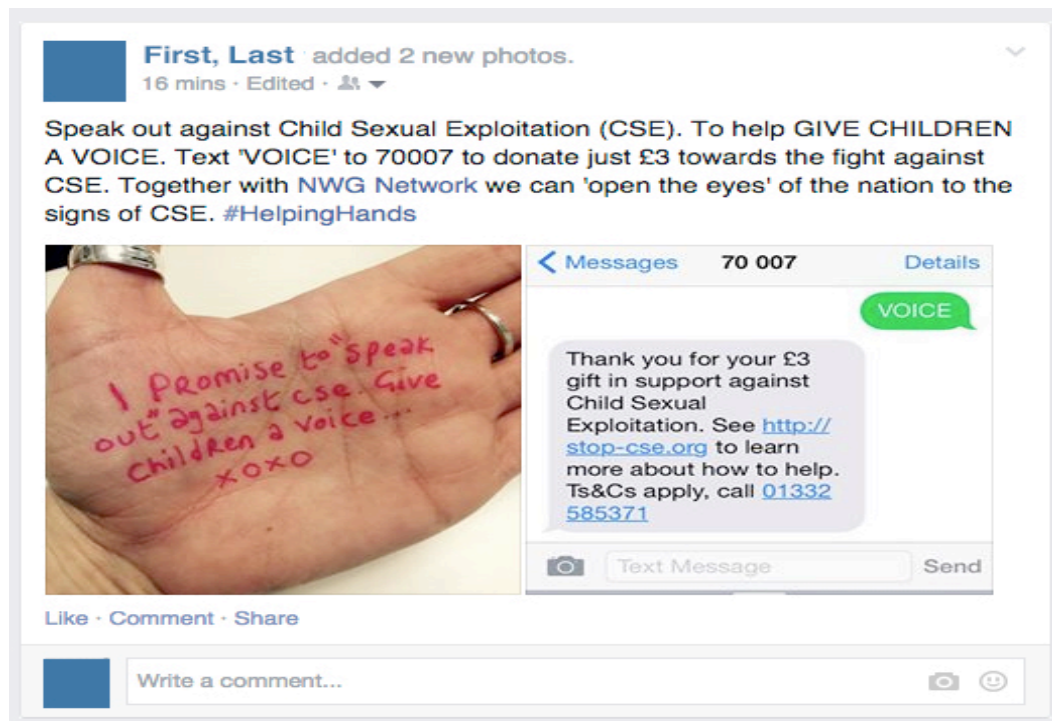 First, Last added 2 new photos.
16 mins · Edited ·
Speak out against Child Sexual Exploitation (CSE). To help GIVE CHILDREN
A VOICE. Text 'VOICE' to 70007 to donate just £3 towards the fight against
CSE. Together with NWG Network we can 'open the eyes' of the nation to the
signs of CSE. #HelpingHands
I PRomise to "speak
out" against cse. Give
ChildRen a voice...
xoxo
Messages 70 007 Details
VOICE
Thank you for your £3
gift in support against
Child Sexual
Exploitation. See http://
stop-cse.org to learn
more about how to help.
Ts&Cs apply, call 01332
585371
Text Message Send
Like · Comment · Share
Write a comment...